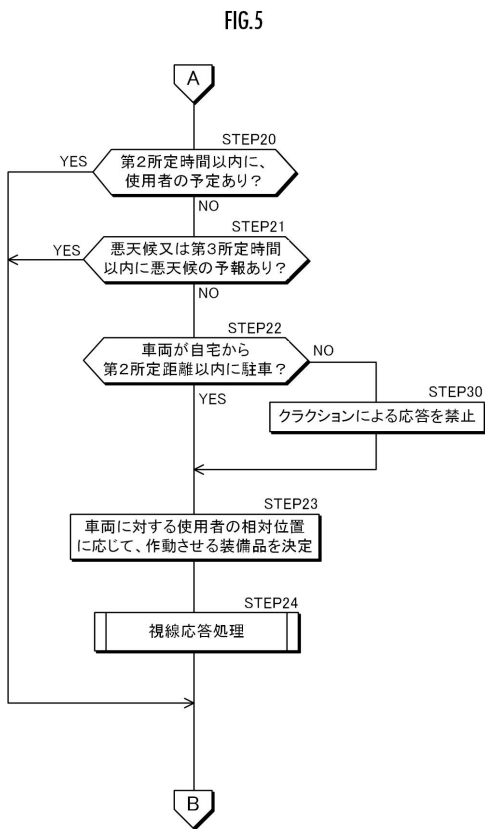 FIG.5
A
STEP20
YES
第2所定時間以内に、
使用者の予定あり?
NO
STEP21
YES
悪天候又は第3所定時間
以内に悪天候の予報あり?
NO
STEP22
車両が自宅から
第2所定距離以内に駐車?
NO
YES
STEP30
クラクションによる応答を禁止
STEP23
車両に対する使用者の相対位置
に応じて、作動させる装備品を決定
STEP24
視線応答処理
B